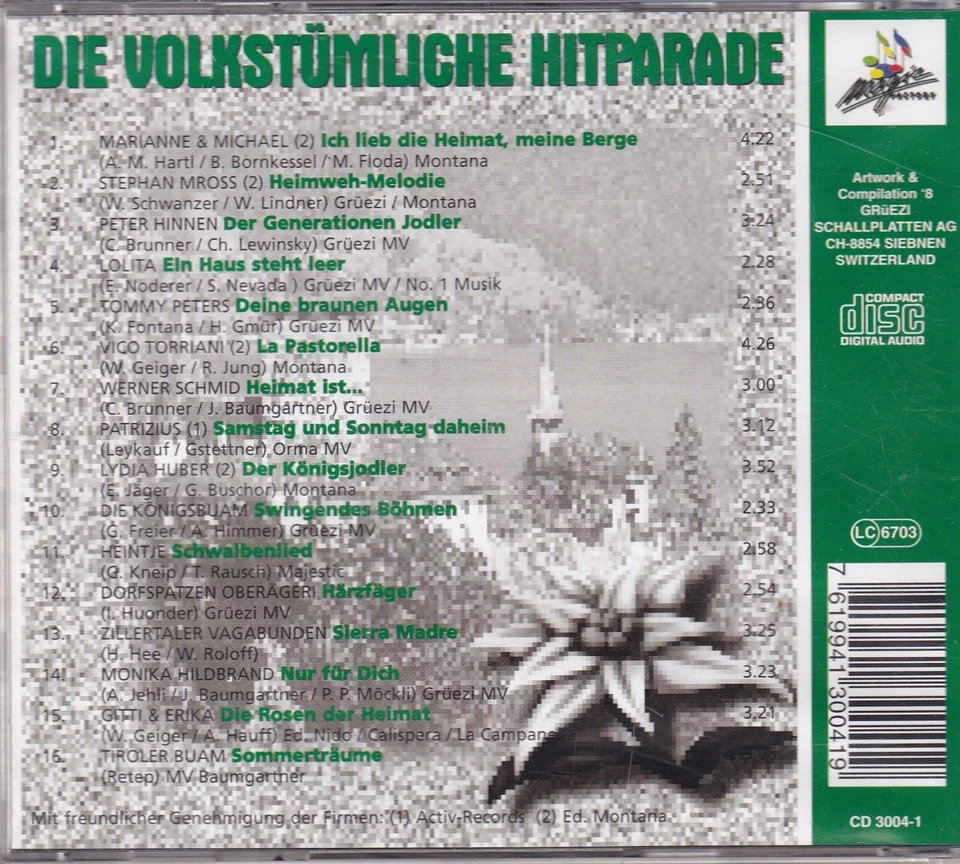 DIE VOLKSTÜMLICHE HITPARADE
1. MARIANNE & MICHAEL (2) Ich lieb die Heimat, meine Berge 4.22
(A. M. Hartl / B. Bornkessel / M. Floda) Montana
2. STEPHAN MROSS (2) Heimweh-Melodie 2.51
(W. Schwanzer / W. Lindner) Grüezi / Montana
3. PETER HINNEN Der Generationen Jodler 3.24
(C. Brunner / Ch. Lewinsky) Grüezi MV
4. LOLITA Ein Haus steht leer 2.28
(E. Noderer / S. Nevada ) Grüezi MV / No. 1 Musik
5. TOMMY PETERS Deine braunen Augen 2.36
(K. Fontana / H. Gmür) Grüezi MV
6. VICO TORRIANI (2) La Pastorella 4.26
(W. Geiger / R. Jung) Montana
7. WERNER SCHMID Heimat ist... 3.00
(C. Brunner / J. Baumgartner) Grüezi MV
8. PATRIZIUS (1) Samstag und Sonntag daheim 3.12
(Leykauf / Gstettner) Orma MV
9. LYDIA HUBER (2) Der Königsjodler 3.52
(E. Jäger / G. Buschor) Montana
10. DIE KÖNIGSBUAM Swingendes Böhmen 2.33
(G. Freier / A. Himmer) Grüezi MV
11. HEINTJE Schwalbenlied 2.58
(G. Kneip / T. Rausch) Majestic
12. DORFSPATZEN OBERÄGERI Härzfäger 2.54
(I. Huonder) Grüezi MV
13. ZILLERTALER VAGABUNDEN Sierra Madre 3.25
(H. Hee / W. Roloff)
14. MONIKA HILDBRAND Nur für Dich 3.23
(A. Jehli / J. Baumgartner / P. P. Möckli) Grüezi MV
15. GITTI & ERIKA Die Rosen der Heimat 3.21
(W. Geiger / A. Hauff) Ed. Nido / Calispera / La Campanella
16. TIROLER BUAM Sommerträume
(Retep) MV Baumgartner
Mit freundlicher Genehmigung der Firmen: (1) Activ-Records (2) Ed. Montana
Magic
FACTORY
Artwork &
Compilation '8
GRüEZI
SCHALLPLATTEN AG
CH-8854 SIEBNEN
SWITZERLAND
COMPACT
disc
DIGITAL AUDIO
LC 6703
7 619941 300419
CD 3004-1